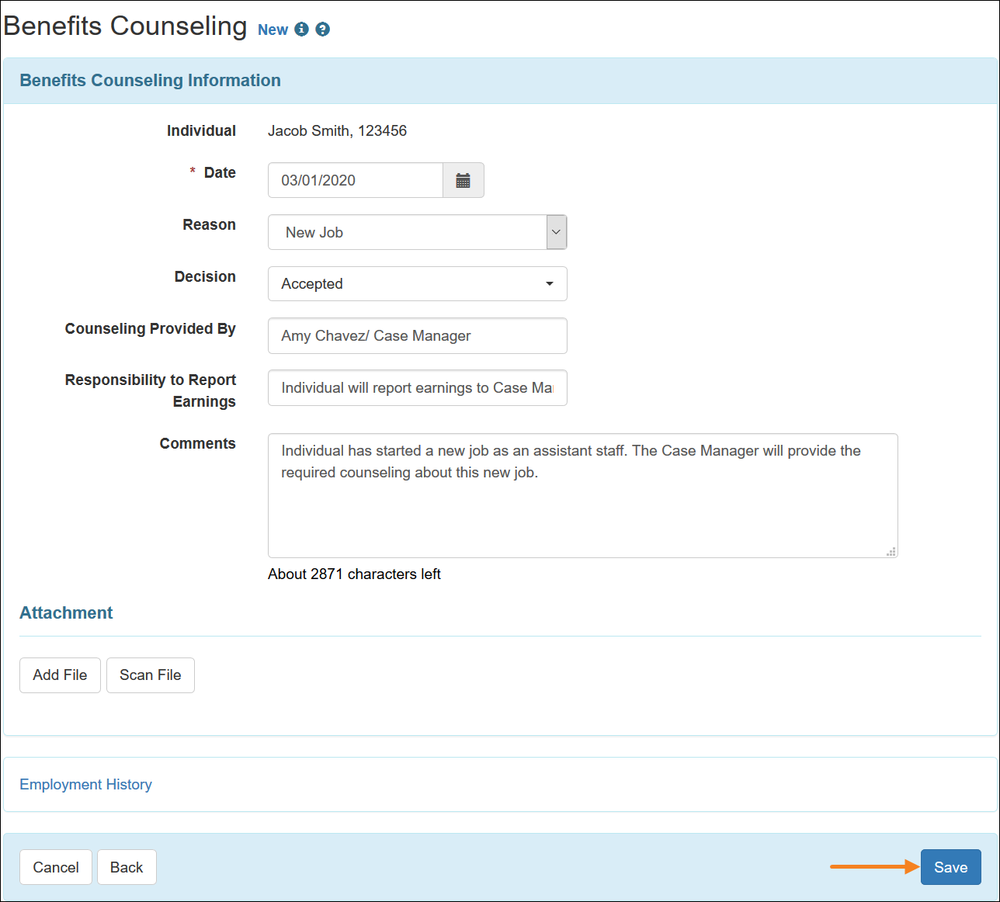 Benefits Counseling New
Benefits Counseling Information
Individual Jacob Smith, 123456
* Date 03/01/2020
Reason New Job
Decision Accepted
Counseling Provided By Amy Chavez/ Case Manager
Responsibility to Report Individual will report earnings to Case
Earnings
Comments Individual has started a new job as an assistant staff. The Case Manager will provide the
required counseling about this new job.
About 2871 characters left
Attachment
Add File Scan File
Employment History
Cancel Back Save